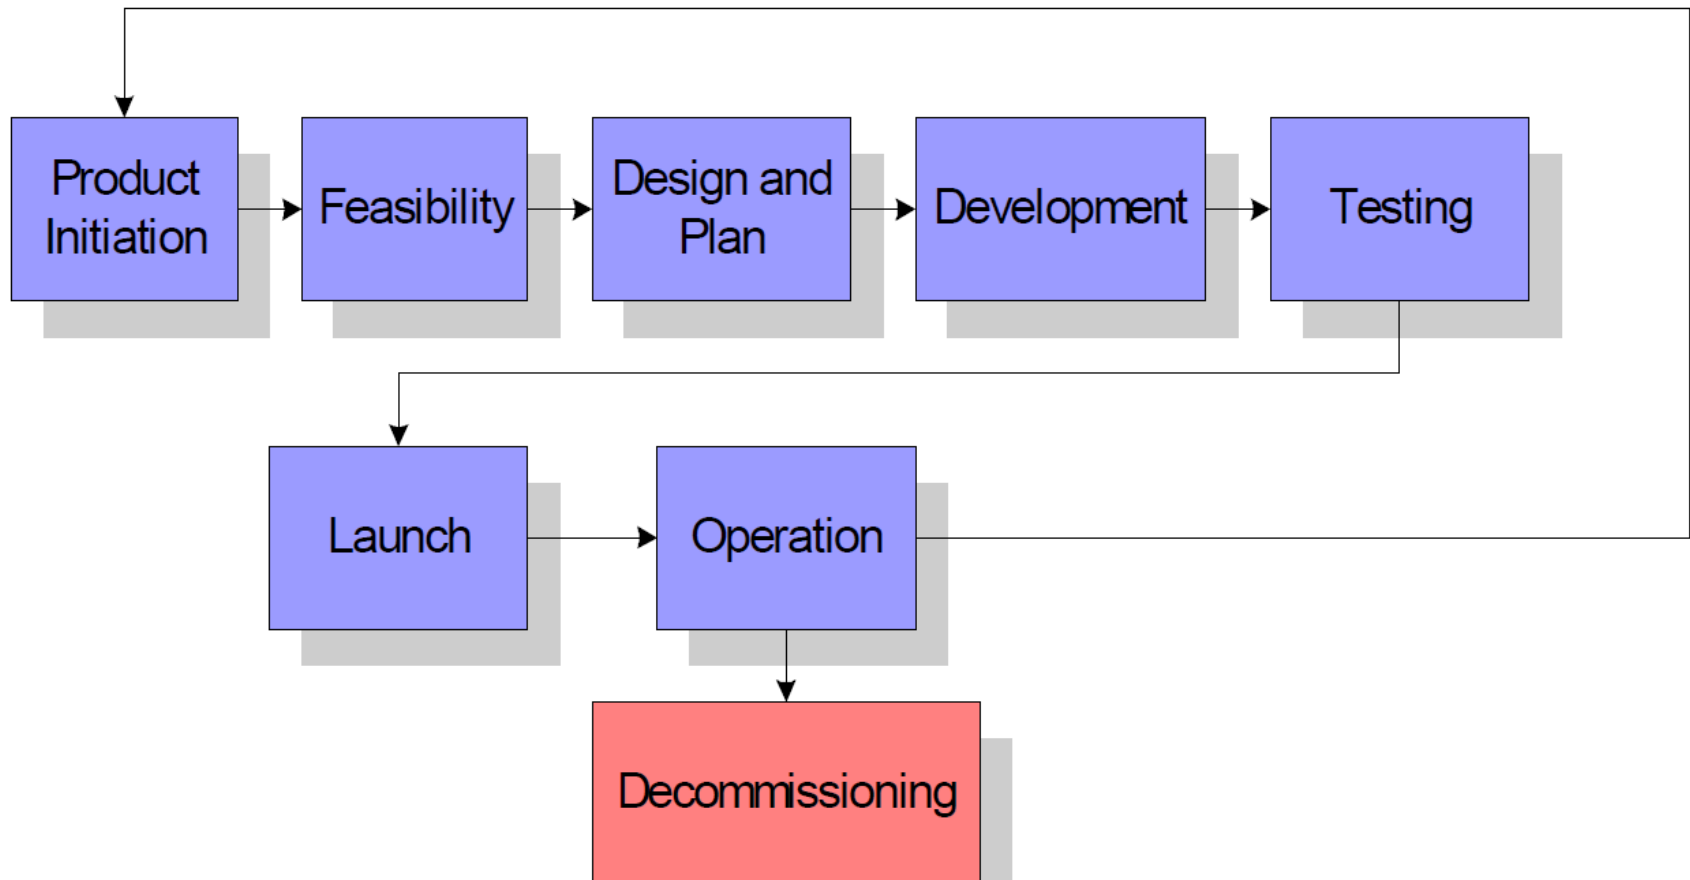 Product
Initiation
Feasibility
Design and
Plan
Development
Testing
Launch
Operation
Decommissioning